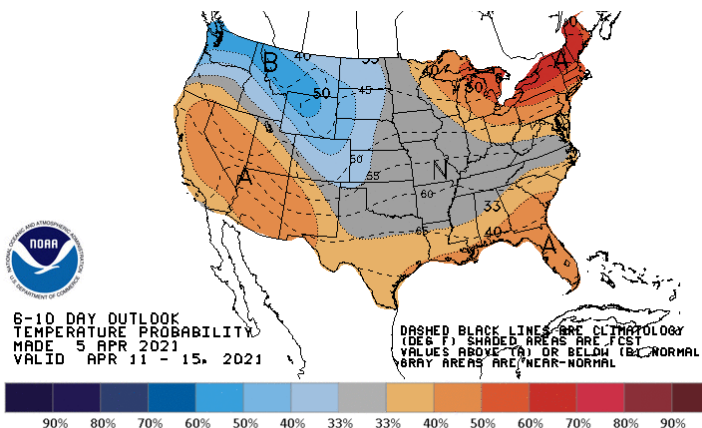 40
35
B
45
50
50
55
A
A
40
50
A
N
60
65
33
40
A
NATIONAL OCEANIC AND ATMOSPHERIC ADMINISTRATION
NOAA
U.S. DEPARTMENT OF COMMERCE
6-10 DAY OUTLOOK
TEMPERATURE PROBABILITY
MADE 5 APR 2021
VALID APR 11 - 15, 2021
DASHED BLACK LINES ARE CLIMATOLOGY
(DEG F) SHADED AREAS ARE FCST
VALUES ABOVE (A) OR BELOW (B) NORMAL
GRAY AREAS ARE NEAR-NORMAL
90% 80% 70% 60% 50% 40% 33% 33% 40% 50% 60% 70% 80% 90%